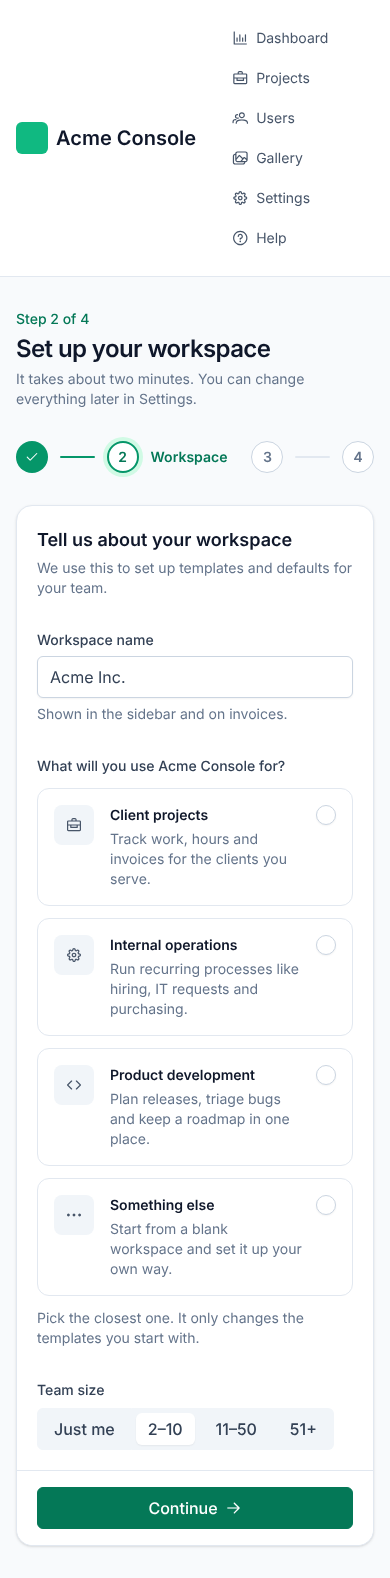 Acme Console
Dashboard
Projects
Users
Gallery
Settings
Help
Step 2 of 4
Set up your workspace
It takes about two minutes. You can change
everything later in Settings.
2 Workspace 3 4
Tell us about your workspace
We use this to set up templates and defaults for
your team.
Workspace name
Acme Inc.
Shown in the sidebar and on invoices.
What will you use Acme Console for?
Client projects
Track work, hours and
invoices for the clients you
serve.
Internal operations
Run recurring processes like
hiring, IT requests and
purchasing.
Product development
Plan releases, triage bugs
and keep a roadmap in one
place.
Something else
Start from a blank
workspace and set it up your
own way.
Pick the closest one. It only changes the
templates you start with.
Team size
Just me 2–10 11–50 51+
Continue